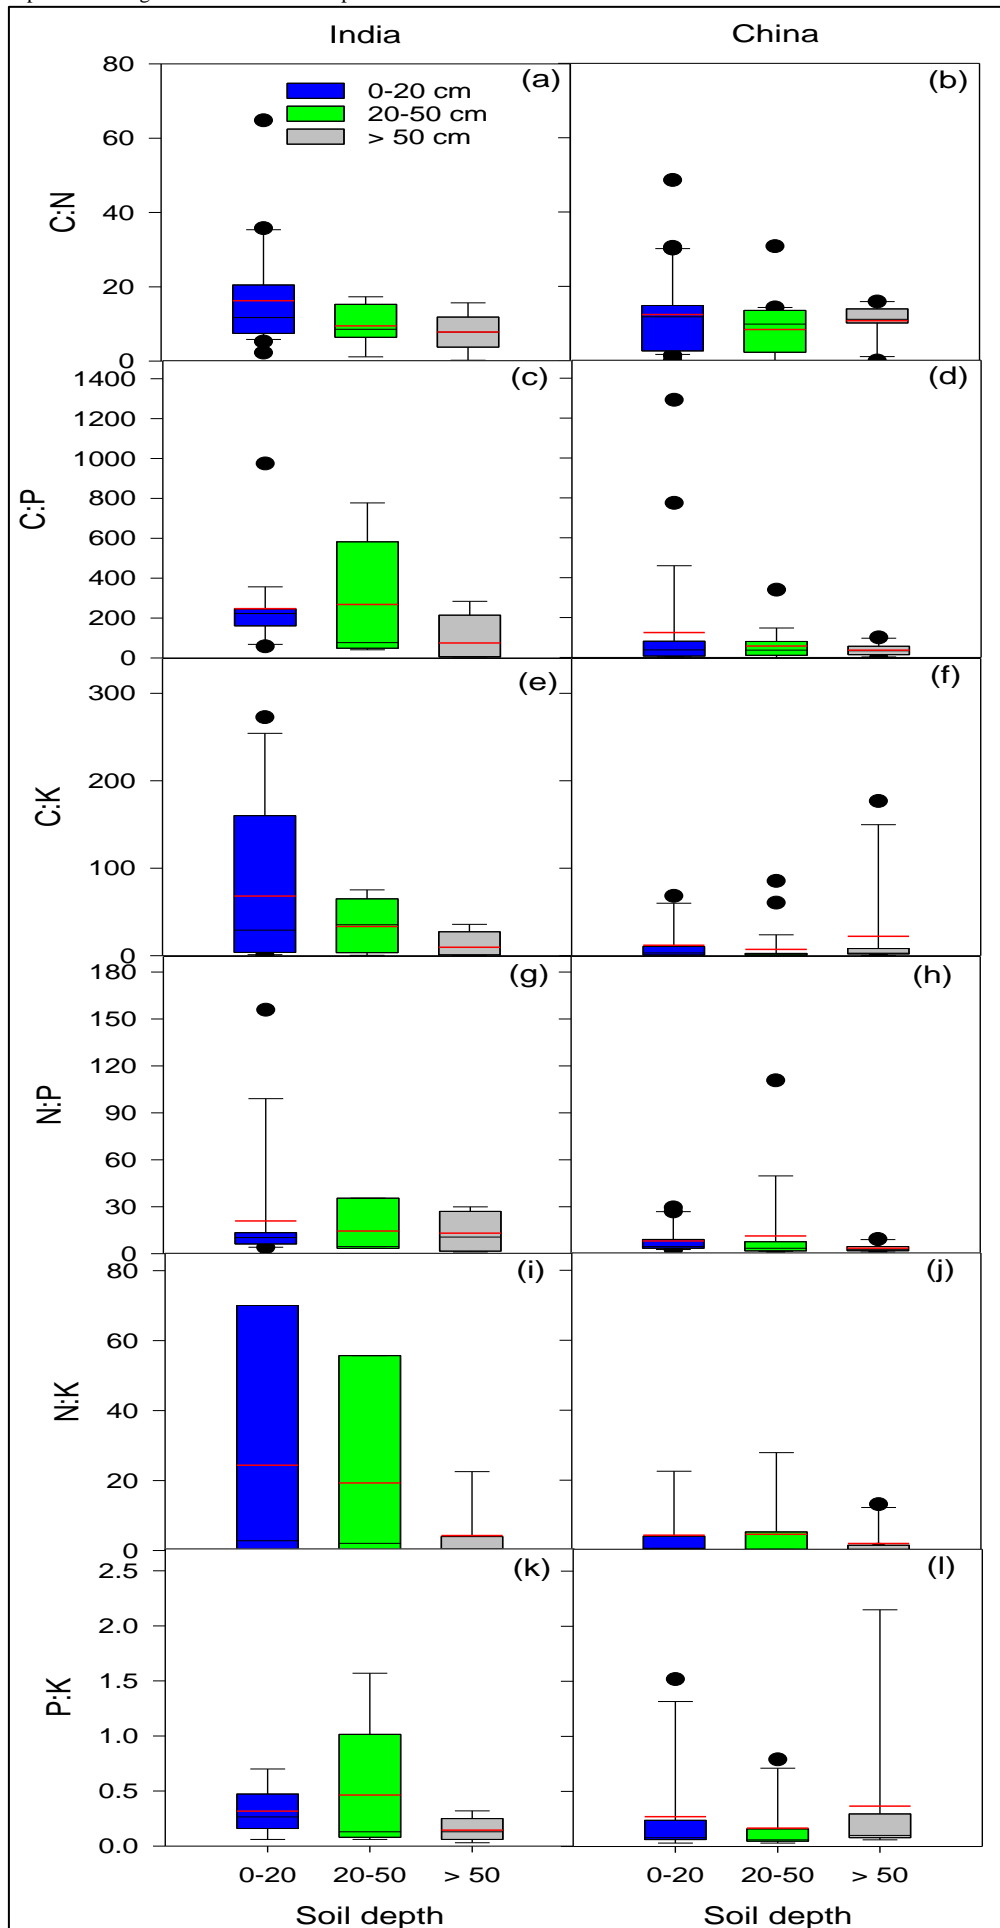 India China
80 (a) (b)
0-20 cm
20-50 cm
> 50 cm
60
C:N
40
20
0
1400 (c) (d)
1200
1000
C:P
800
600
400
200
0
300 (e) (f)
200
C:K
100
0
180 (g) (h)
150
120
N:P
90
60
30
0
80 (i) (j)
60
N:K
40
20
0
2.5 (k) (l)
2.0
1.5
P:K
1.0
0.5
0.0
0-20 20-50 > 50 0-20 20-50 > 50
Soil depth Soil depth